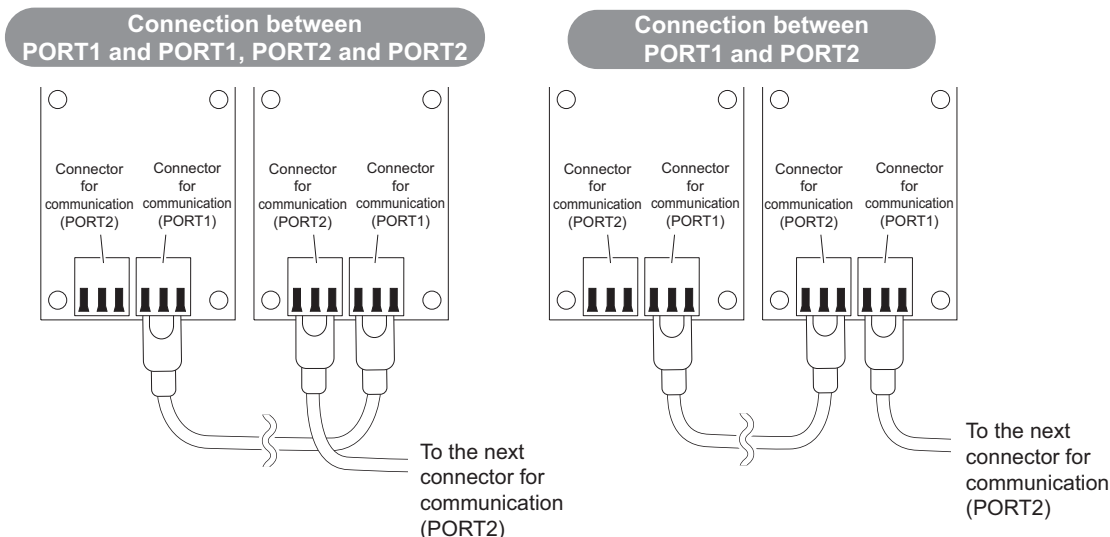 Connection between
PORT1 and PORT1, PORT2 and PORT2
Connector
for
communication
(PORT2)
Connector
for
communication
(PORT1)
Connector
for
communication
(PORT2)
Connector
for
communication
(PORT1)
To the next
connector for
communication
(PORT2)
Connection between
PORT1 and PORT2
Connector
for
communication
(PORT2)
Connector
for
communication
(PORT1)
Connector
for
communication
(PORT2)
Connector
for
communication
(PORT1)
To the next
connector for
communication
(PORT2)